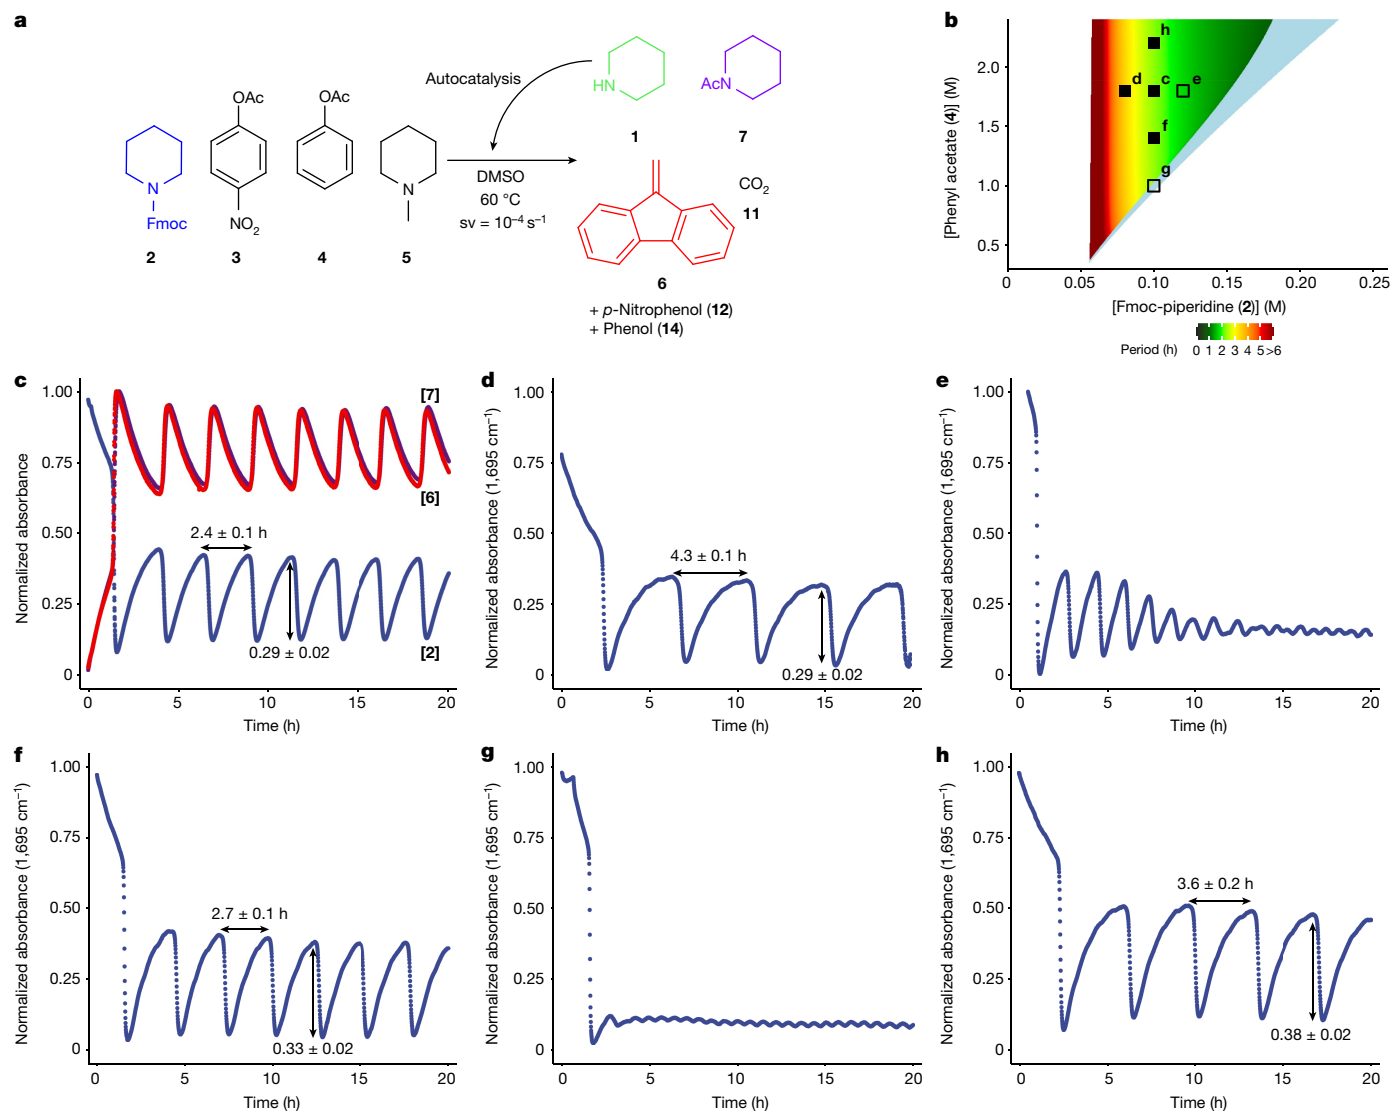 a
Autocatalysis
OAc
OAc
N
Fmoc
NO2
N
2
3
4
5
DMSO
60 °C
sv = 10–4 s–1
HN
AcN
1
7
CO2
11
6
+ p-Nitrophenol (12)
+ Phenol (14)
b
[Phenyl acetate (4)] (M)
2.0
1.5
1.0
0.5
h
d
c
e
f
g
0
0.05
0.10
0.15
0.20
0.25
[Fmoc-piperidine (2)] (M)
Period (h)
0 1 2 3 4 5 >6
c
Normalized absorbance
1.00
0.75
0.50
0.25
0
[7]
[6]
2.4 ± 0.1 h
0.29 ± 0.02
[2]
0 5 10 15 20
Time (h)
d
Normalized absorbance (1,695 cm–1)
1.00
0.75
0.50
0.25
0
4.3 ± 0.1 h
0.29 ± 0.02
0 5 10 15 20
Time (h)
e
Normalized absorbance (1,695 cm–1)
1.00
0.75
0.50
0.25
0
0 5 10 15 20
Time (h)
f
Normalized absorbance (1,695 cm–1)
1.00
0.75
0.50
0.25
0
2.7 ± 0.1 h
0.33 ± 0.02
0 5 10 15 20
Time (h)
g
Normalized absorbance (1,695 cm–1)
1.00
0.75
0.50
0.25
0
0 5 10 15 20
Time (h)
h
Normalized absorbance (1,695 cm–1)
1.00
0.75
0.50
0.25
0
3.6 ± 0.2 h
0.38 ± 0.02
0 5 10 15 20
Time (h)